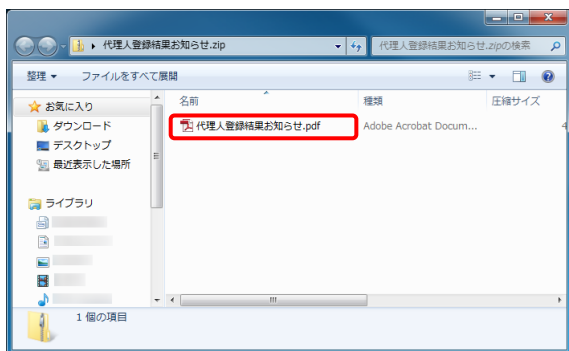 代理人登録結果お知らせ.zip
代理人登録結果お知らせ.zipの検索
整理 ファイルをすべて展開
名前 種類 圧縮サイズ
代理人登録結果お知らせ.pdf Adobe Acrobat Docum... 4
お気に入り
ダウンロード
デスクトップ
最近表示した場所
ライブラリ
1 個の項目